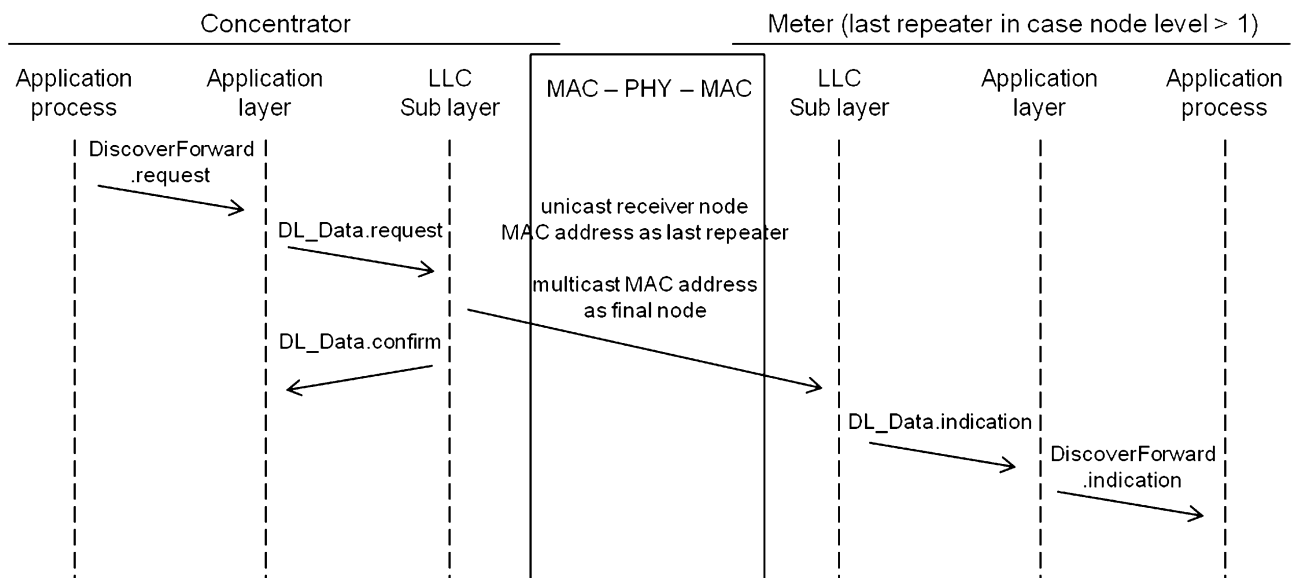 Concentrator
Meter (last repeater in case node level > 1)
Application
process
Application
layer
LLC
Sub layer
MAC – PHY – MAC
LLC
Sub layer
Application
layer
Application
process
DiscoverForward
.request
DL_Data.request
unicast receiver node
MAC address as last repeater
multicast MAC address
as final node
DL_Data.confirm
DL_Data.indication
DiscoverForward
.indication